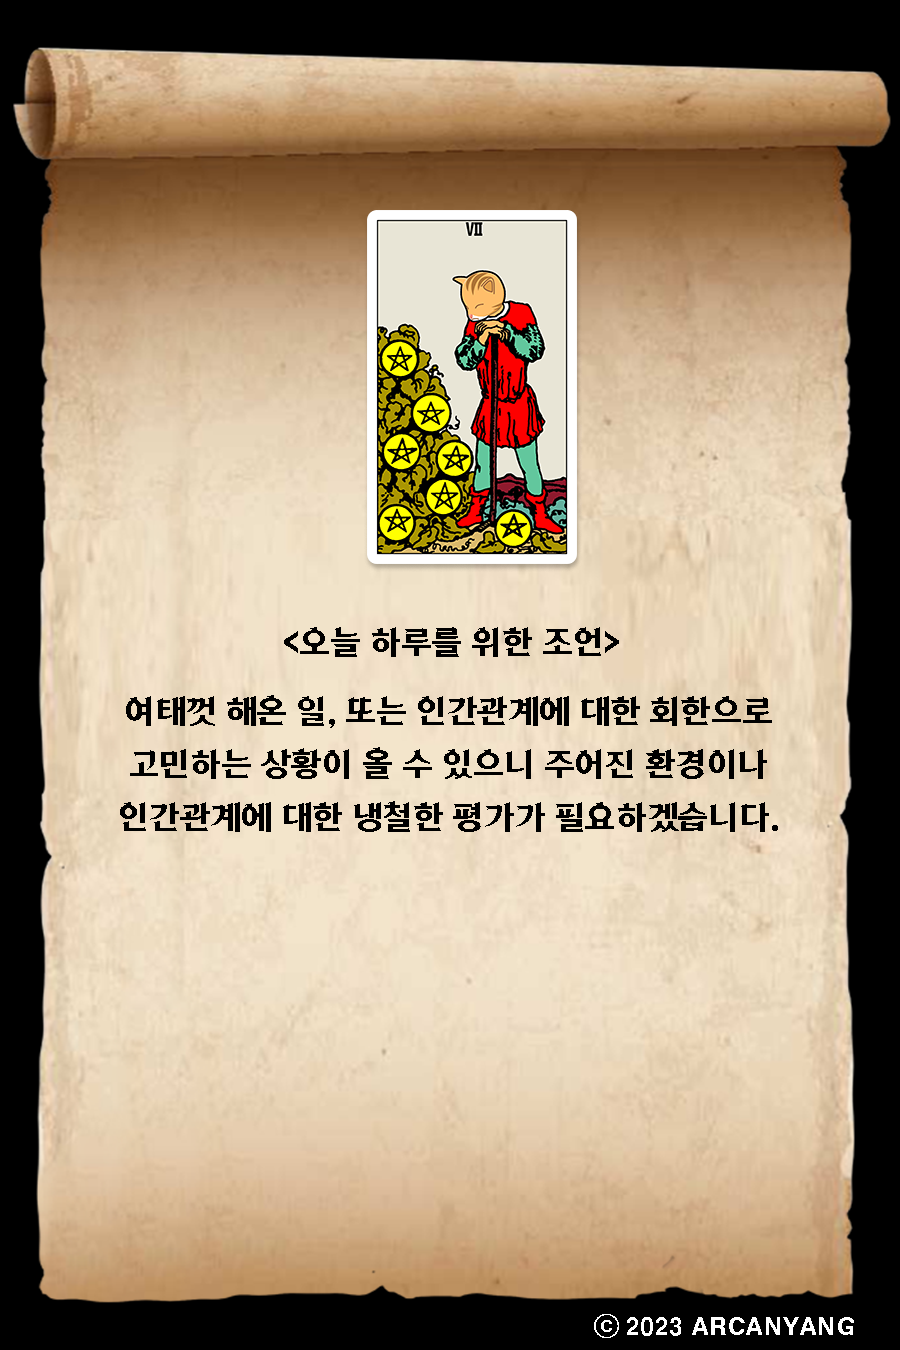 VII
<오늘 하루를 위한 조언>
여태껏 해온 일, 또는 인간관계에 대한 회한으로
고민하는 상황이 올 수 있으니 주어진 환경이나
인간관계에 대한 냉철한 평가가 필요하겠습니다.
ⓒ 2023 ARCANYANG